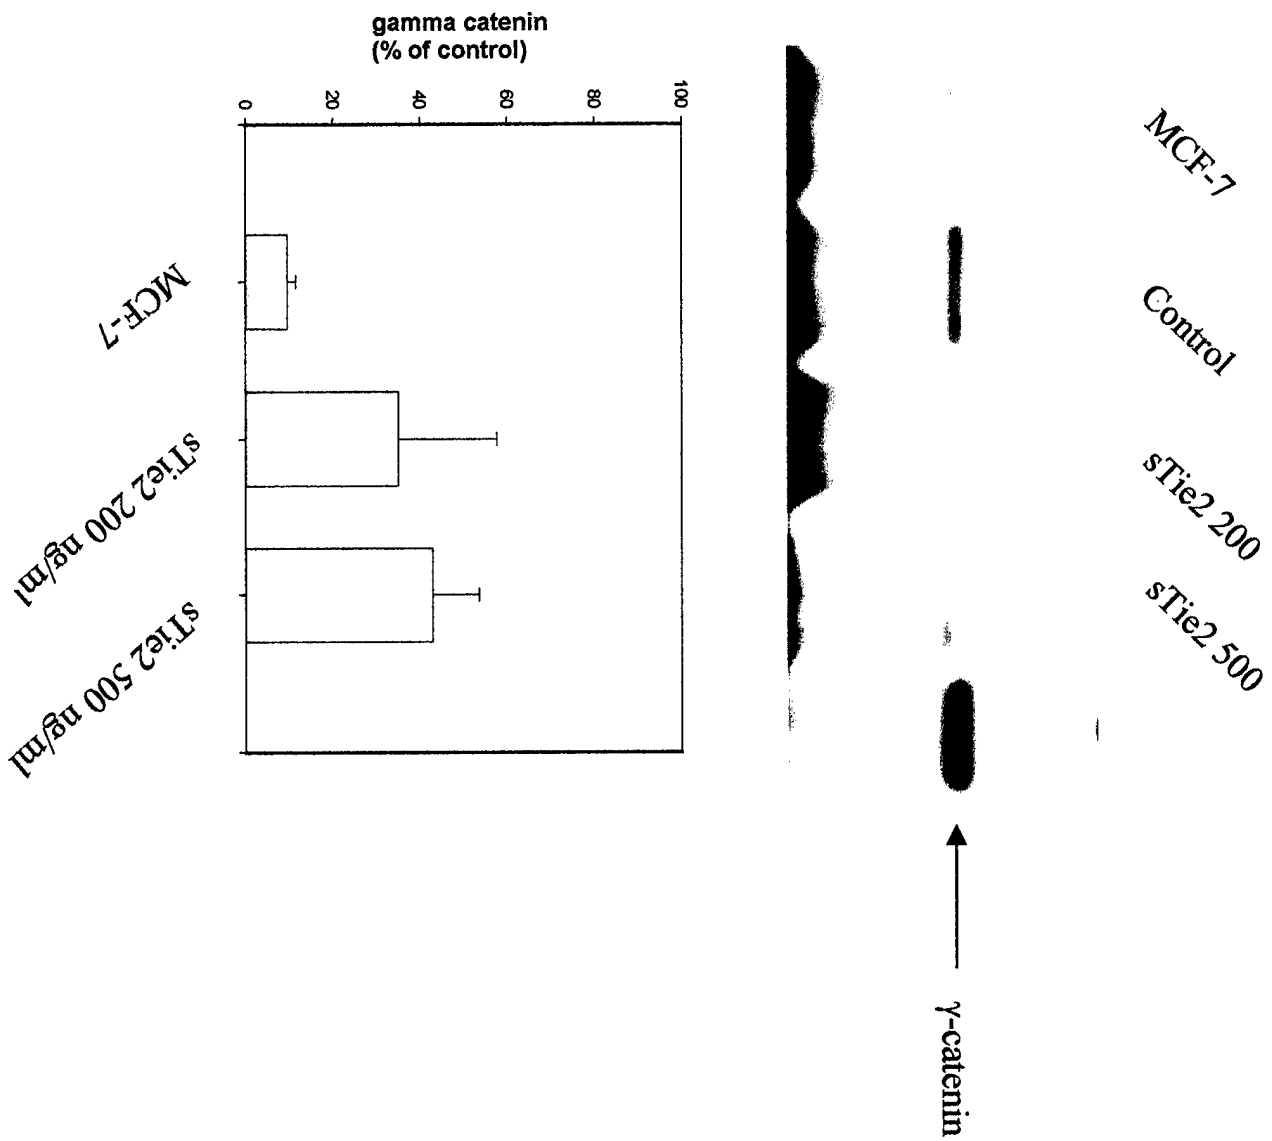 MCF-7
Control
sTie2 200
sTie2 500
γ-catenin
gamma catenin
(% of control)
100
80
60
40
20
0
MCF-7
sTie2 200 ng/ml
sTie2 500 ng/ml